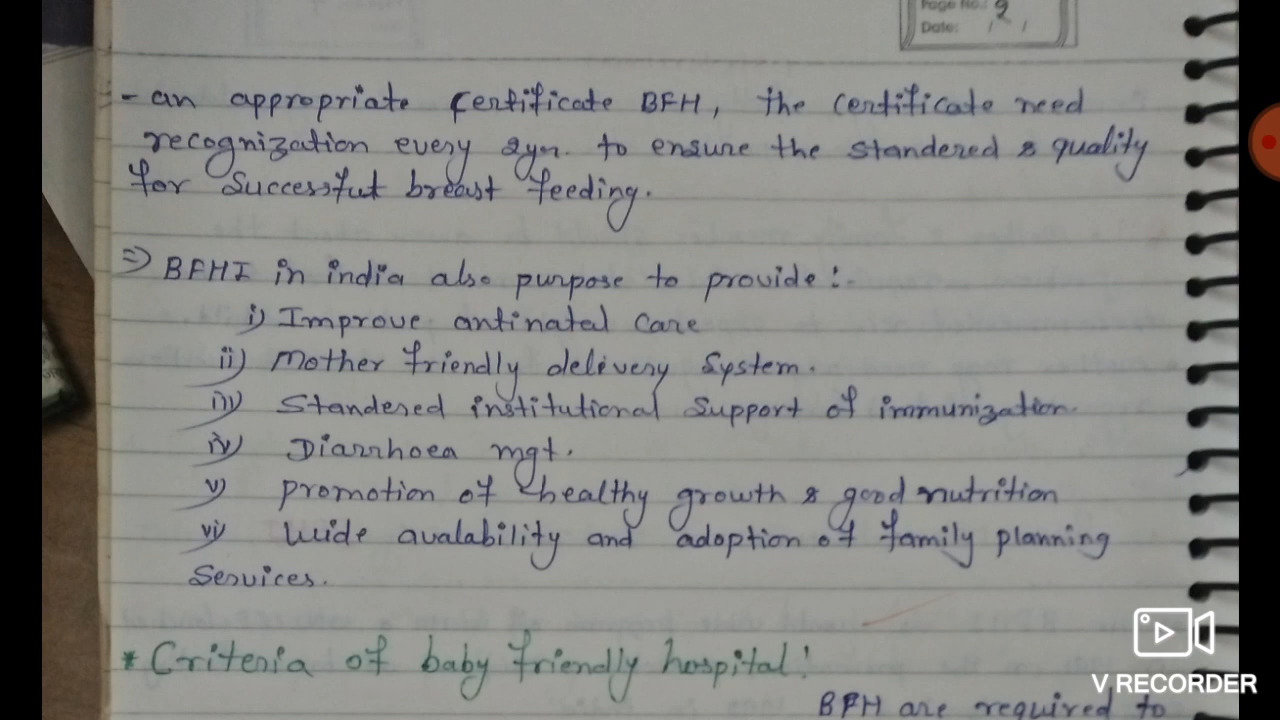 Page No.: 2
Date: / /
- an appropriate certificate BFH, the certificate need
recognization every 2yr. to ensure the standered & quality
for successful breast feeding.
=> BFHI in india also purpose to provide :-
i) Improve antinatal care
ii) Mother friendly delivery system.
iii) Standered institutional support of immunization.
iv) Diarrhoea mgt.
v) promotion of healthy growth & good nutrition
vi) wide avalability and adoption of family planning
services.
* Criteria of baby friendly hospital!
BFH are required to
V RECORDER